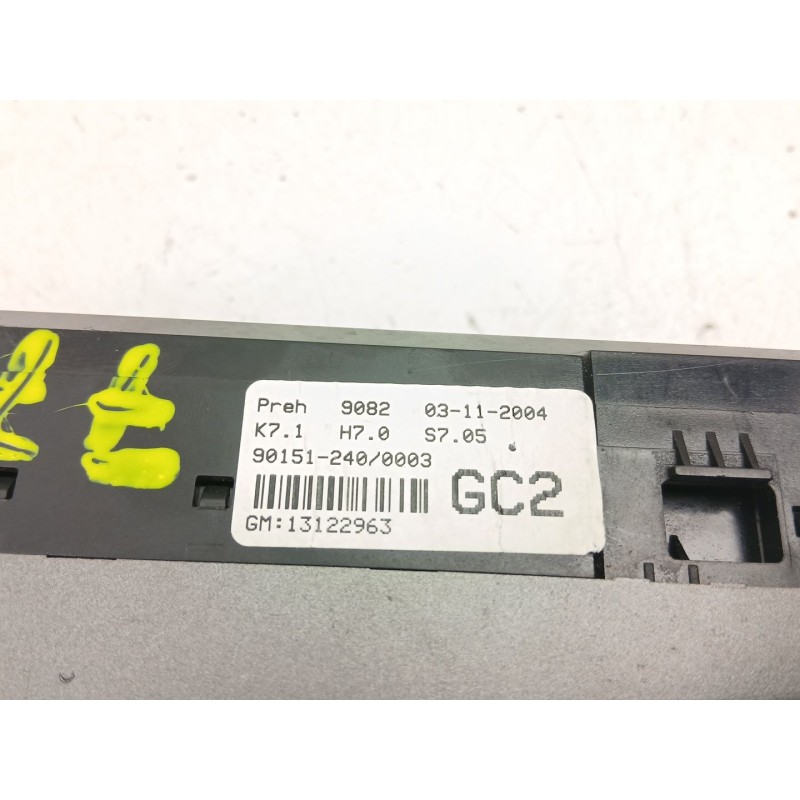 Preh 9082 03-11-2004
K7.1 H7.0 S7.05
90151-240/0003
GC2
GM:13122963